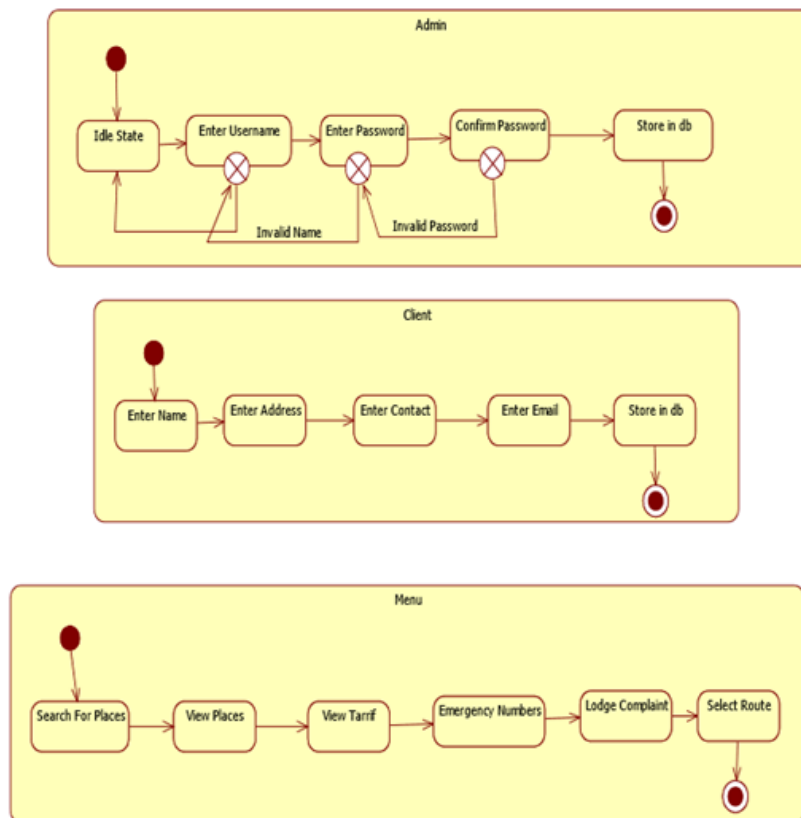 Admin
Idle State
Enter Username
Enter Password
Confirm Password
Store in db
Invalid Name
Invalid Password
Client
Enter Name
Enter Address
Enter Contact
Enter Email
Store in db
Menu
Search For Places
View Places
View Tarrif
Emergency Numbers
Lodge Complaint
Select Route